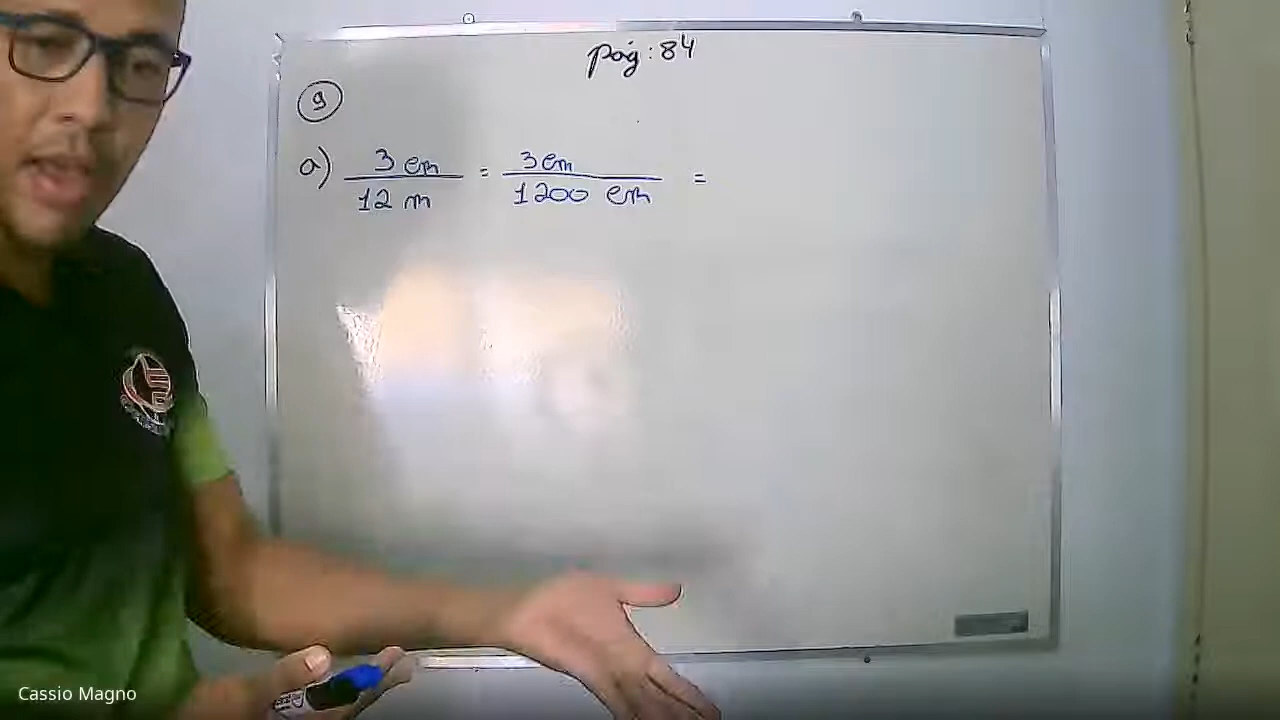 pág: 84
9
a) 3 cm / 12 m = 3 cm / 1200 cm =
Cassio Magno